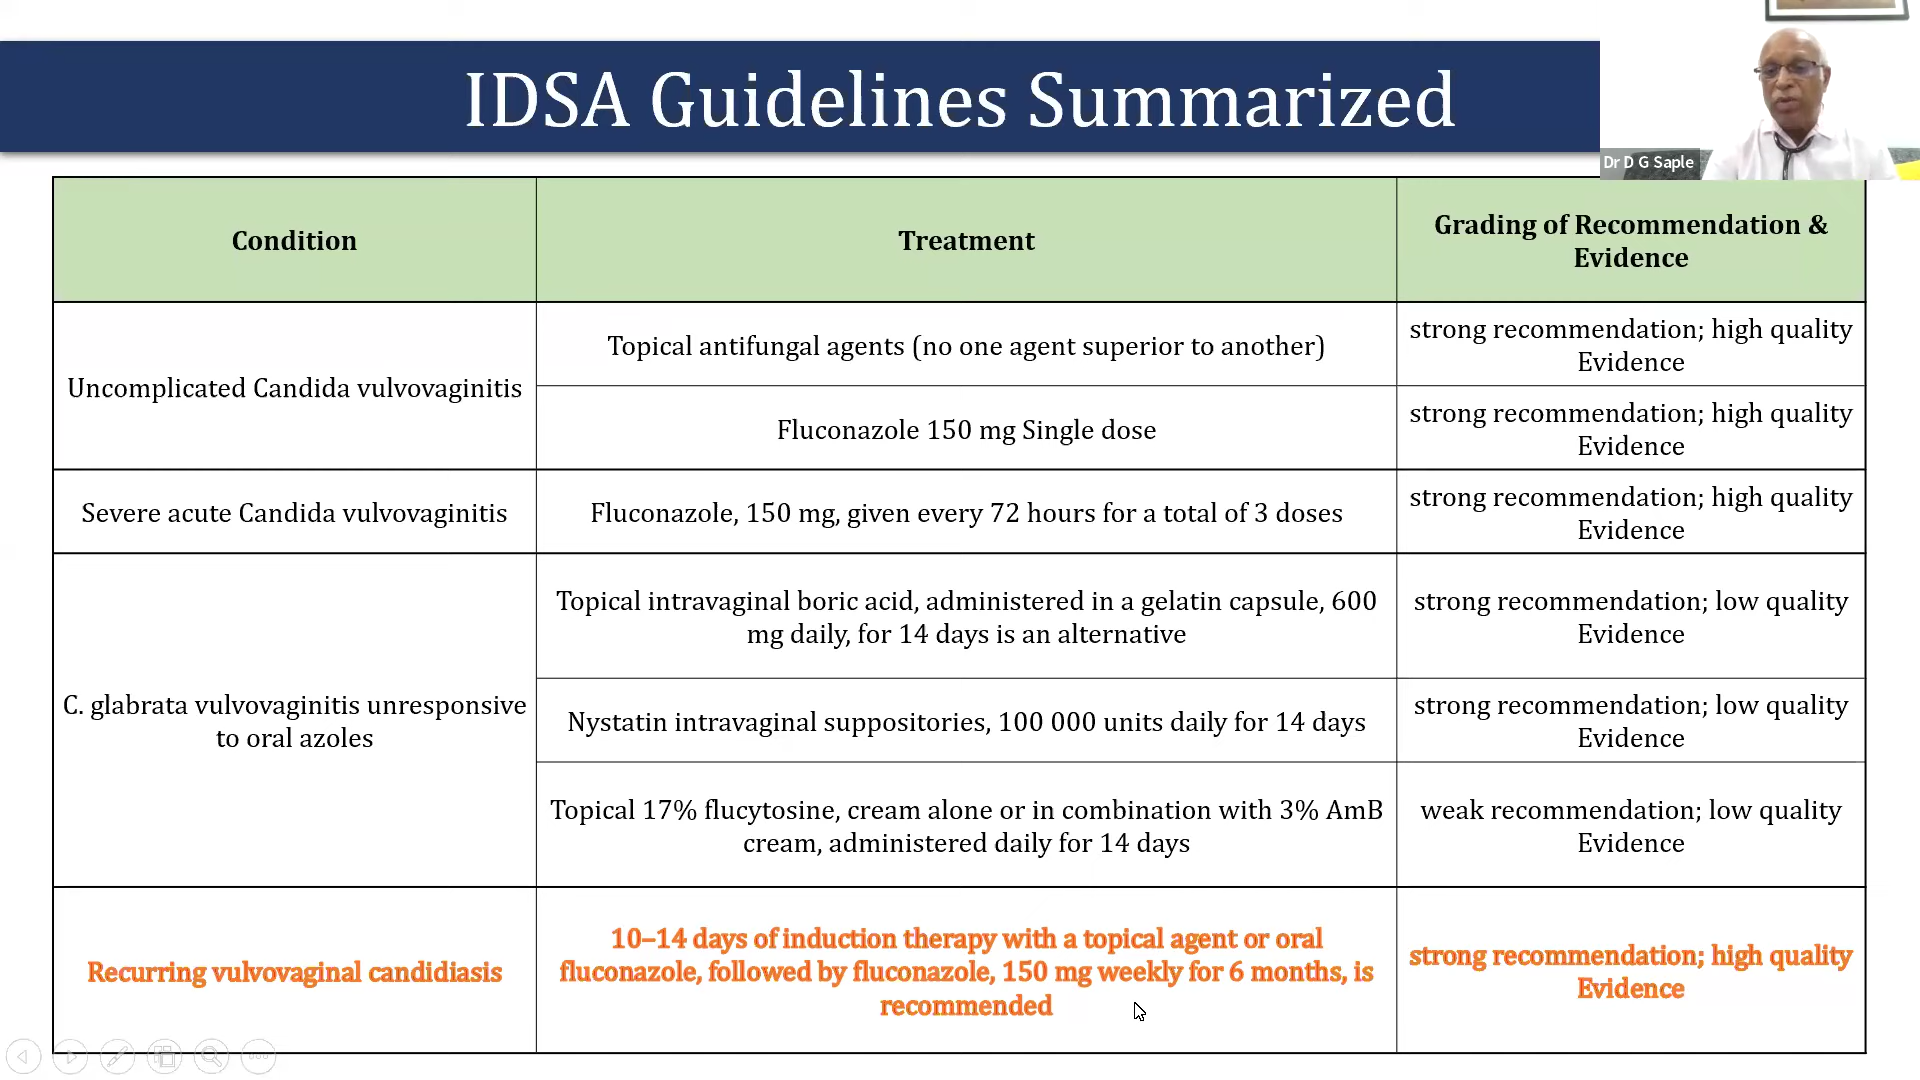 IDSA Guidelines Summarized
Dr D G Saple
Condition
Treatment
Grading of Recommendation &
Evidence
Uncomplicated Candida vulvovaginitis
Topical antifungal agents (no one agent superior to another)
strong recommendation; high quality
Evidence
Fluconazole 150 mg Single dose
strong recommendation; high quality
Evidence
Severe acute Candida vulvovaginitis
Fluconazole, 150 mg, given every 72 hours for a total of 3 doses
strong recommendation; high quality
Evidence
C. glabrata vulvovaginitis unresponsive
to oral azoles
Topical intravaginal boric acid, administered in a gelatin capsule, 600
mg daily, for 14 days is an alternative
strong recommendation; low quality
Evidence
Nystatin intravaginal suppositories, 100 000 units daily for 14 days
strong recommendation; low quality
Evidence
Topical 17% flucytosine, cream alone or in combination with 3% AmB
cream, administered daily for 14 days
weak recommendation; low quality
Evidence
Recurring vulvovaginal candidiasis
10–14 days of induction therapy with a topical agent or oral
fluconazole, followed by fluconazole, 150 mg weekly for 6 months, is
recommended
strong recommendation; high quality
Evidence